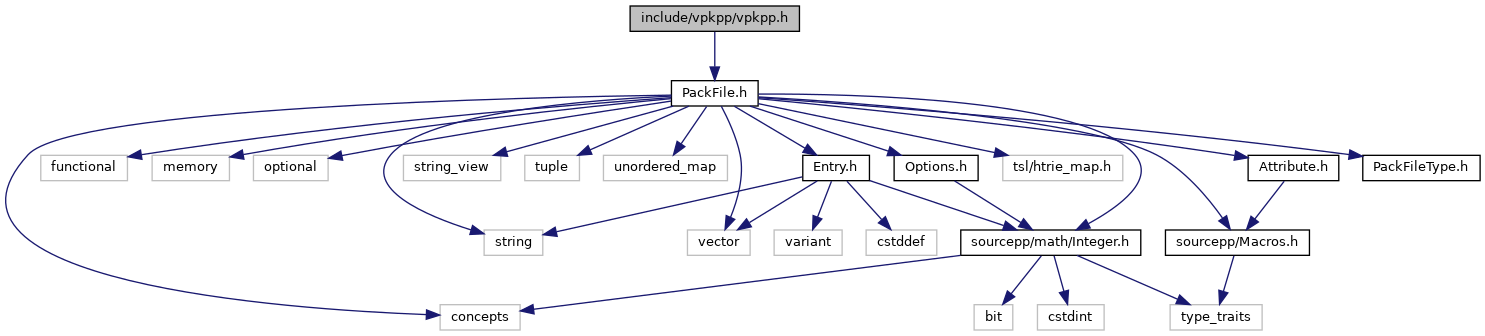 include/vpkpp/vpkpp.h
PackFile.h
functional
memory
optional
string_view
tuple
unordered_map
Entry.h
Options.h
tsl/htrie_map.h
Attribute.h
PackFileType.h
string
vector
variant
cstddef
sourcepp/math/Integer.h
sourcepp/Macros.h
concepts
bit
cstdint
type_traits